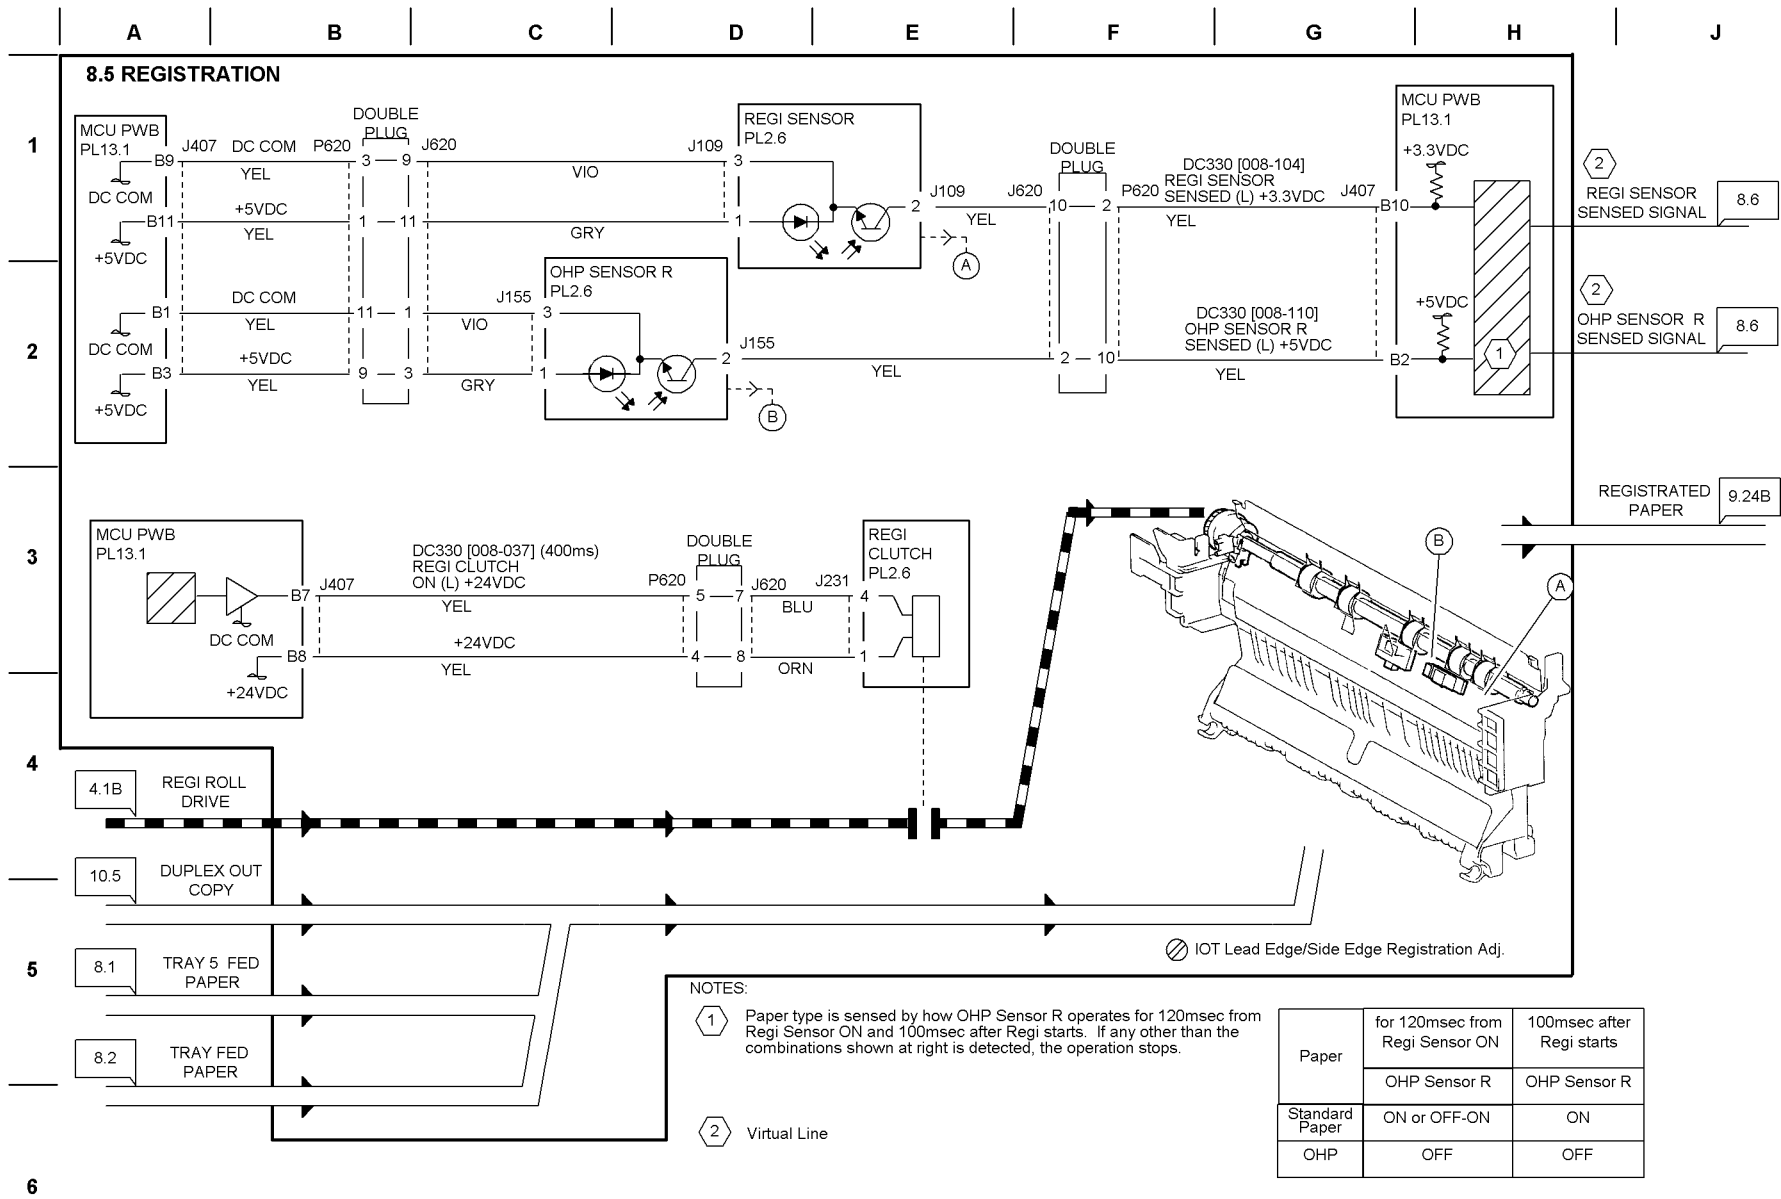 A B C D E F G H J
1
2
3
4
5
6
8.5 REGISTRATION
MCU PWB
PL13.1
B9
DC COM
B11
+5VDC
B1
DC COM
B3
+5VDC
J407
DC COM
YEL
+5VDC
YEL
DC COM
YEL
+5VDC
YEL
P620
DOUBLE
PLUG
3 9
1 11
11 1
9 3
J620
VIO
GRY
VIO
GRY
J109
3
1
REGI SENSOR
PL2.6
2
J109
YEL
A
J155
3
1
OHP SENSOR R
PL2.6
2
J155
YEL
B
J620
DOUBLE
PLUG
10 2
2 10
P620
DC330 [008-104]
REGI SENSOR
SENSED (L) +3.3VDC
YEL
DC330 [008-110]
OHP SENSOR R
SENSED (L) +5VDC
YEL
J407
B10
B2
MCU PWB
PL13.1
+3.3VDC
+5VDC
1
2
REGI SENSOR
SENSED SIGNAL
8.6
2
OHP SENSOR R
SENSED SIGNAL
8.6
REGISTRATED
PAPER
9.24B
MCU PWB
PL13.1
DC COM
+24VDC
B7
B8
J407
DC330 [008-037] (400ms)
REGI CLUTCH
ON (L) +24VDC
YEL
+24VDC
YEL
P620
DOUBLE
PLUG
5 7
4 8
J620
BLU
ORN
J231
4
1
REGI
CLUTCH
PL2.6
B
A
4.1B
REGI ROLL
DRIVE
10.5
DUPLEX OUT
COPY
8.1
TRAY 5 FED
PAPER
8.2
TRAY FED
PAPER
IOT Lead Edge/Side Edge Registration Adj.
NOTES:
1
Paper type is sensed by how OHP Sensor R operates for 120msec from
Regi Sensor ON and 100msec after Regi starts. If any other than the
combinations shown at right is detected, the operation stops.
2
Virtual Line
Paper
for 120msec from
Regi Sensor ON
100msec after
Regi starts
OHP Sensor R
OHP Sensor R
Standard
Paper
ON or OFF-ON
ON
OHP
OFF
OFF